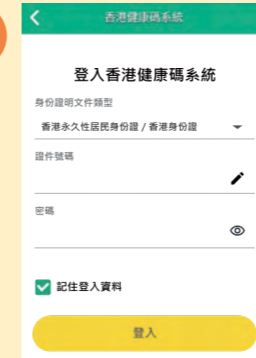 香港健康碼系統
登入香港健康碼系統
身份證明文件類型
香港永久性居民身份證 / 香港身份證
證件號碼
密碼
記住登入資料
登入